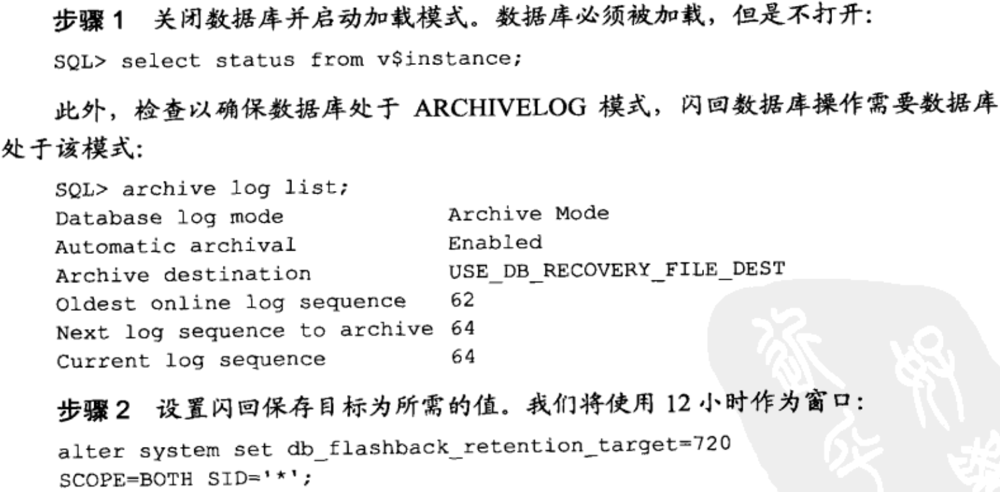 步骤 1 关闭数据库并启动加载模式。数据库必须被加载，但是不打开：
SQL> select status from v$instance;
此外，检查以确保数据库处于 ARCHIVELOG 模式，闪回数据库操作需要数据库
处于该模式：
SQL> archive log list;
Database log mode Archive Mode
Automatic archival Enabled
Archive destination USE_DB_RECOVERY_FILE_DEST
Oldest online log sequence 62
Next log sequence to archive 64
Current log sequence 64
步骤 2 设置闪回保存目标为所需的值。我们将使用 12 小时作为窗口：
alter system set db_flashback_retention_target=720
SCOPE=BOTH SID='*';